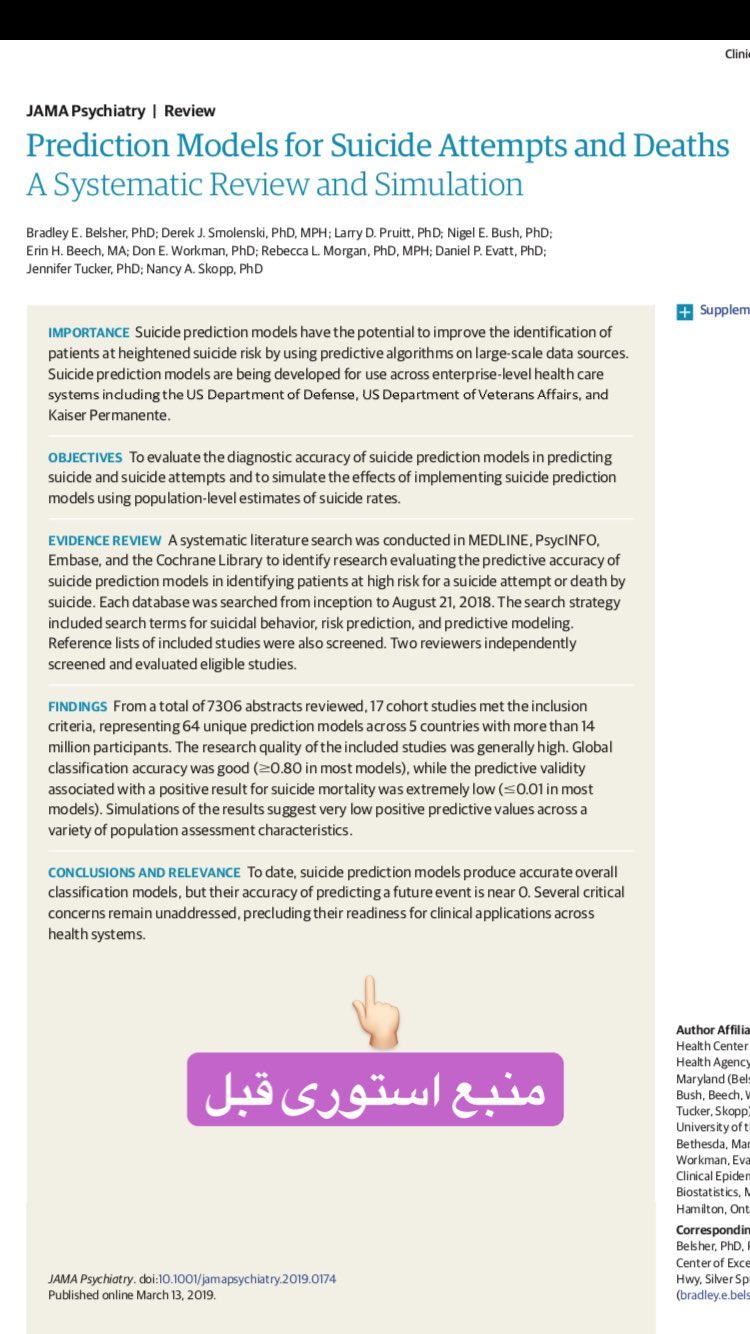 Clini
JAMA Psychiatry | Review
Prediction Models for Suicide Attempts and Deaths
A Systematic Review and Simulation
Bradley E. Belsher, PhD; Derek J. Smolenski, PhD, MPH; Larry D. Pruitt, PhD; Nigel E. Bush, PhD;
Erin H. Beech, MA; Don E. Workman, PhD; Rebecca L. Morgan, PhD, MPH; Daniel P. Evatt, PhD;
Jennifer Tucker, PhD; Nancy A. Skopp, PhD
IMPORTANCE Suicide prediction models have the potential to improve the identification of
patients at heightened suicide risk by using predictive algorithms on large-scale data sources.
Suicide prediction models are being developed for use across enterprise-level health care
systems including the US Department of Defense, US Department of Veterans Affairs, and
Kaiser Permanente.
OBJECTIVES To evaluate the diagnostic accuracy of suicide prediction models in predicting
suicide and suicide attempts and to simulate the effects of implementing suicide prediction
models using population-level estimates of suicide rates.
EVIDENCE REVIEW A systematic literature search was conducted in MEDLINE, PsycINFO,
Embase, and the Cochrane Library to identify research evaluating the predictive accuracy of
suicide prediction models in identifying patients at high risk for a suicide attempt or death by
suicide. Each database was searched from inception to August 21, 2018. The search strategy
included search terms for suicidal behavior, risk prediction, and predictive modeling.
Reference lists of included studies were also screened. Two reviewers independently
screened and evaluated eligible studies.
FINDINGS From a total of 7306 abstracts reviewed, 17 cohort studies met the inclusion
criteria, representing 64 unique prediction models across 5 countries with more than 14
million participants. The research quality of the included studies was generally high. Global
classification accuracy was good (≥0.80 in most models), while the predictive validity
associated with a positive result for suicide mortality was extremely low (≤0.01 in most
models). Simulations of the results suggest very low positive predictive values across a
variety of population assessment characteristics.
CONCLUSIONS AND RELEVANCE To date, suicide prediction models produce accurate overall
classification models, but their accuracy of predicting a future event is near 0. Several critical
concerns remain unaddressed, precluding their readiness for clinical applications across
health systems.
منبع استوری قبل
JAMA Psychiatry. doi:10.1001/jamapsychiatry.2019.0174
Published online March 13, 2019.
+ Supplem
Author Affilia
Health Center
Health Agency
Maryland (Bels
Bush, Beech, W
Tucker, Skopp)
University of t
Bethesda, Mar
Workman, Eva
Clinical Epiden
Biostatistics, M
Hamilton, Ont
Correspondin
Belsher, PhD, P
Center of Exce
Hwy, Silver Sp
(bradley.e.bels